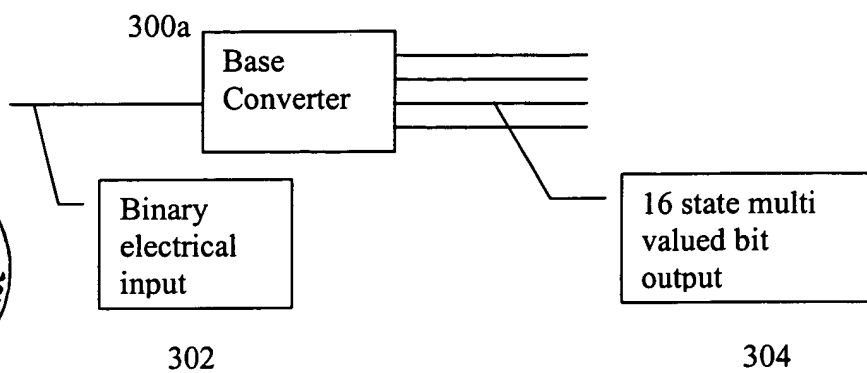 300a
Base
Converter
Binary
electrical
input
16 state multi
valued bit
output
302
304